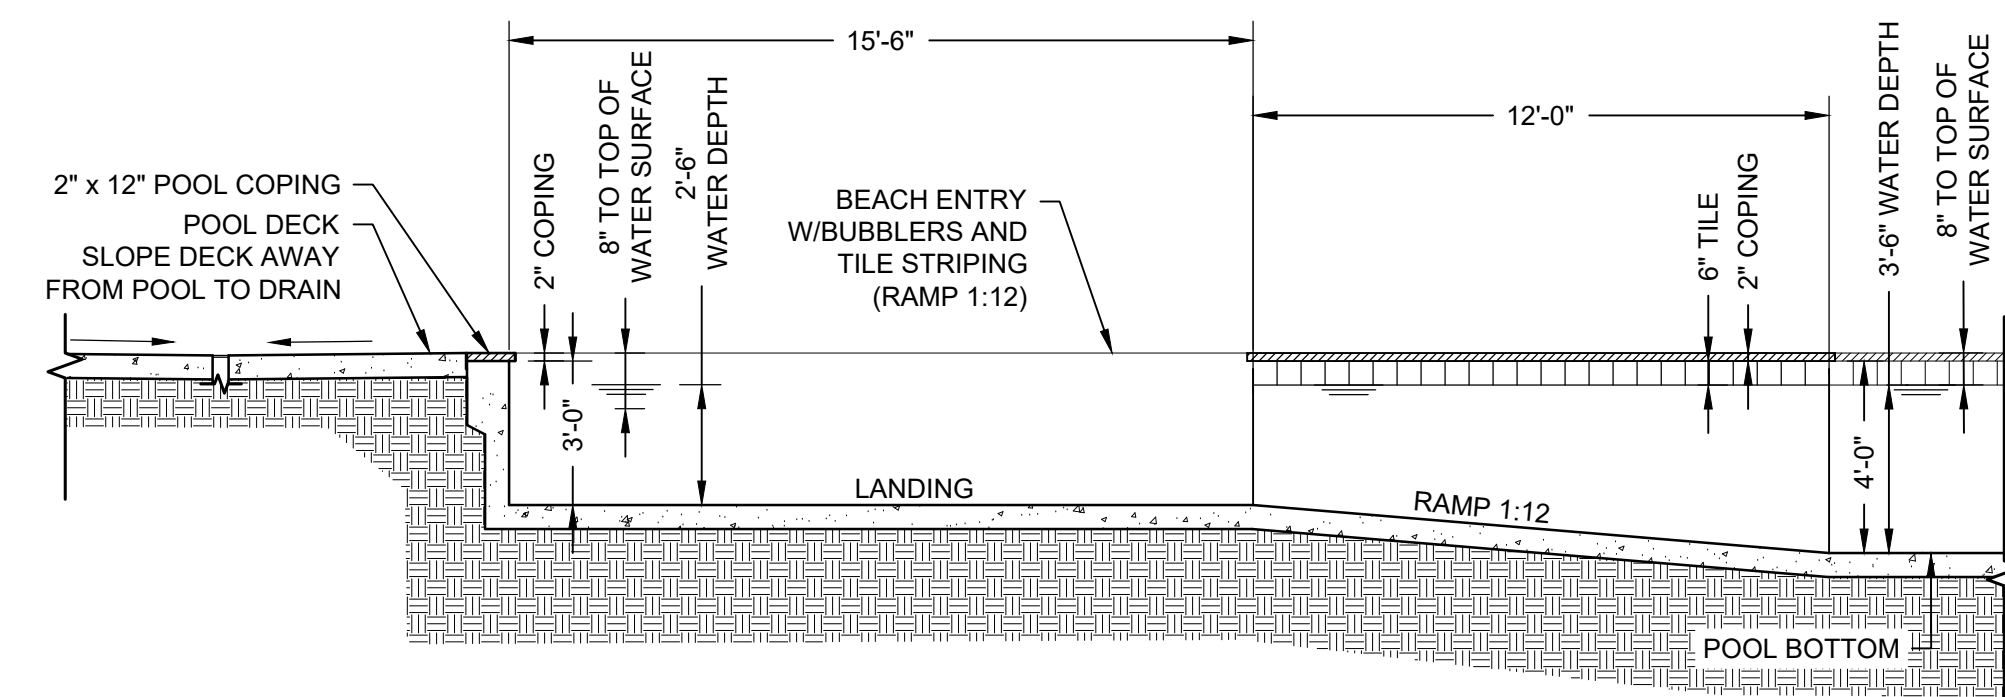 15'-6"
12'-0"
2" x 12" POOL COPING
POOL DECK
SLOPE DECK AWAY
FROM POOL TO DRAIN
2" COPING
8" TO TOP OF
WATER SURFACE
2'-6"
WATER DEPTH
BEACH ENTRY
W/BUBBLERS AND
TILE STRIPING
(RAMP 1:12)
6" TILE
2" COPING
3'-6" WATER DEPTH
8" TO TOP OF
WATER SURFACE
3'-0"
4'-0"
LANDING
RAMP 1:12
POOL BOTTOM